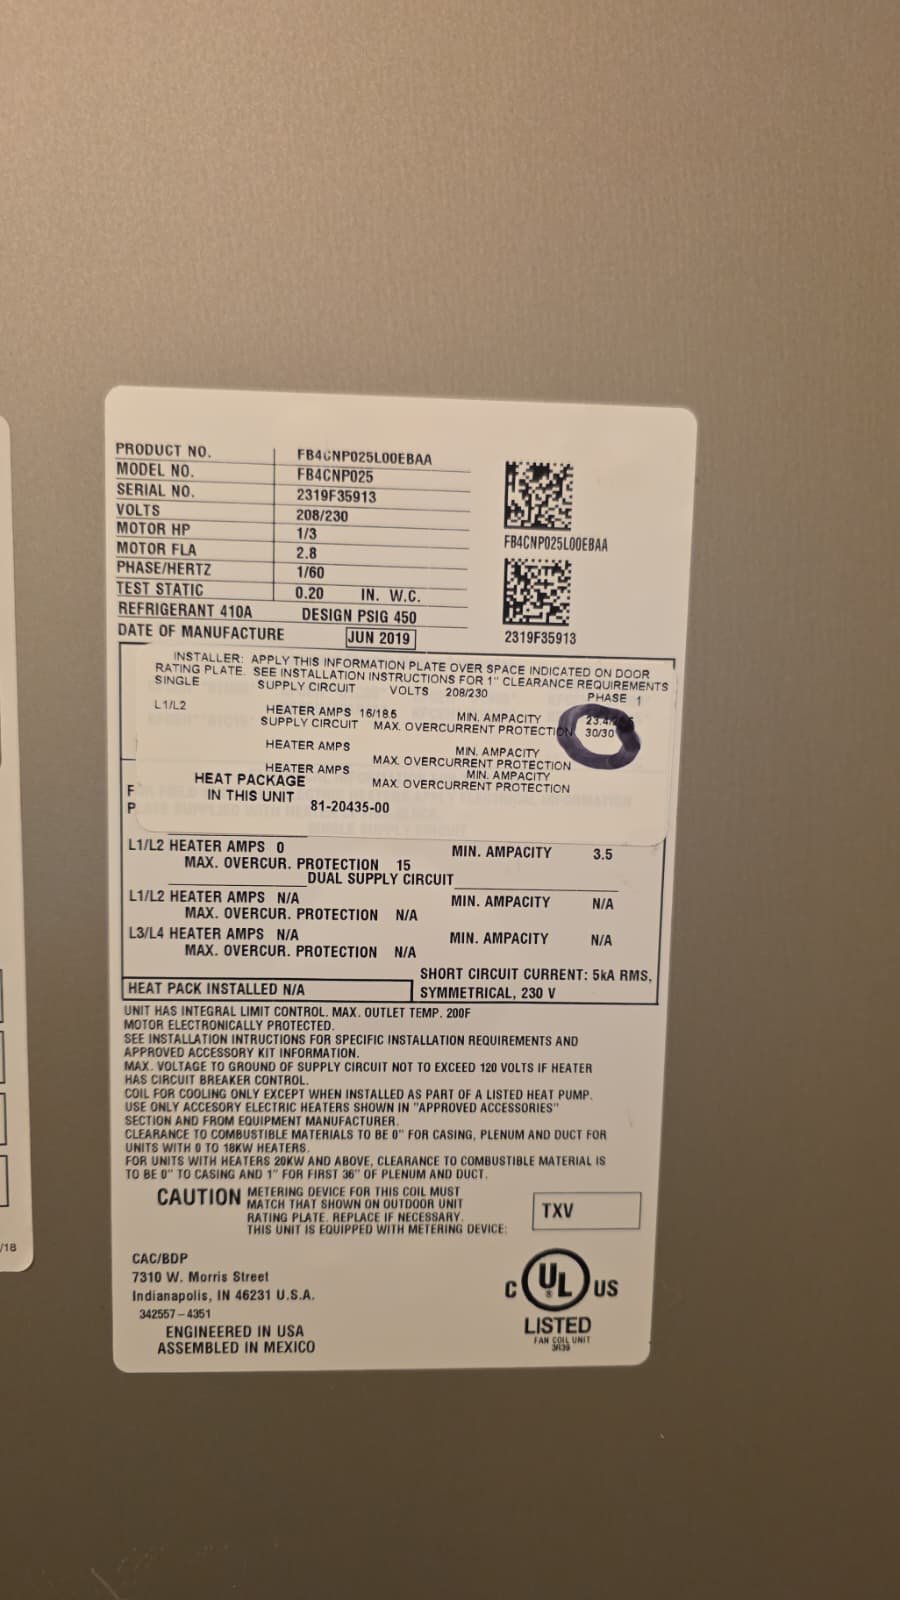 PRODUCT NO. FB4CNP025L00EBAA
MODEL NO. FB4CNP025
SERIAL NO. 2319F35913
VOLTS 208/230
MOTOR HP 1/3
MOTOR FLA 2.8
PHASE/HERTZ 1/60
TEST STATIC 0.20 IN. W.C.
REFRIGERANT 410A DESIGN PSIG 450
DATE OF MANUFACTURE JUN 2019
FB4CNP025L00EBAA
2319F35913
INSTALLER: APPLY THIS INFORMATION PLATE OVER SPACE INDICATED ON DOOR
RATING PLATE. SEE INSTALLATION INSTRUCTIONS FOR 1" CLEARANCE REQUIREMENTS
SINGLE SUPPLY CIRCUIT VOLTS 208/230 PHASE 1
L1/L2 HEATER AMPS 16/18.5 MIN. AMPACITY
SUPPLY CIRCUIT MAX. OVERCURRENT PROTECTION 30/30
HEATER AMPS MIN. AMPACITY
MAX. OVERCURRENT PROTECTION
HEATER AMPS MIN. AMPACITY
MAX. OVERCURRENT PROTECTION
HEAT PACKAGE
IN THIS UNIT 81-20435-00
F
P
L1/L2 HEATER AMPS 0 MIN. AMPACITY 3.5
MAX. OVERCUR. PROTECTION 15
DUAL SUPPLY CIRCUIT
L1/L2 HEATER AMPS N/A MIN. AMPACITY N/A
MAX. OVERCUR. PROTECTION N/A
L3/L4 HEATER AMPS N/A MIN. AMPACITY N/A
MAX. OVERCUR. PROTECTION N/A
SHORT CIRCUIT CURRENT: 5kA RMS,
SYMMETRICAL, 230 V
HEAT PACK INSTALLED N/A
UNIT HAS INTEGRAL LIMIT CONTROL. MAX. OUTLET TEMP. 200F
MOTOR ELECTRONICALLY PROTECTED.
SEE INSTALLATION INTRUCTIONS FOR SPECIFIC INSTALLATION REQUIREMENTS AND
APPROVED ACCESSORY KIT INFORMATION.
MAX. VOLTAGE TO GROUND OF SUPPLY CIRCUIT NOT TO EXCEED 120 VOLTS IF HEATER
HAS CIRCUIT BREAKER CONTROL.
COIL FOR COOLING ONLY EXCEPT WHEN INSTALLED AS PART OF A LISTED HEAT PUMP.
USE ONLY ACCESORY ELECTRIC HEATERS SHOWN IN "APPROVED ACCESSORIES"
SECTION AND FROM EQUIPMENT MANUFACTURER.
CLEARANCE TO COMBUSTIBLE MATERIALS TO BE 0" FOR CASING, PLENUM AND DUCT FOR
UNITS WITH 0 TO 18KW HEATERS.
FOR UNITS WITH HEATERS 20KW AND ABOVE, CLEARANCE TO COMBUSTIBLE MATERIAL IS
TO BE 0" TO CASING AND 1" FOR FIRST 36" OF PLENUM AND DUCT.
CAUTION METERING DEVICE FOR THIS COIL MUST
MATCH THAT SHOWN ON OUTDOOR UNIT
RATING PLATE. REPLACE IF NECESSARY.
THIS UNIT IS EQUIPPED WITH METERING DEVICE:
TXV
CAC/BDP
7310 W. Morris Street
Indianapolis, IN 46231 U.S.A.
342557-4351
ENGINEERED IN USA
ASSEMBLED IN MEXICO
C UL US
LISTED
FAN COIL UNIT
3R39
/18